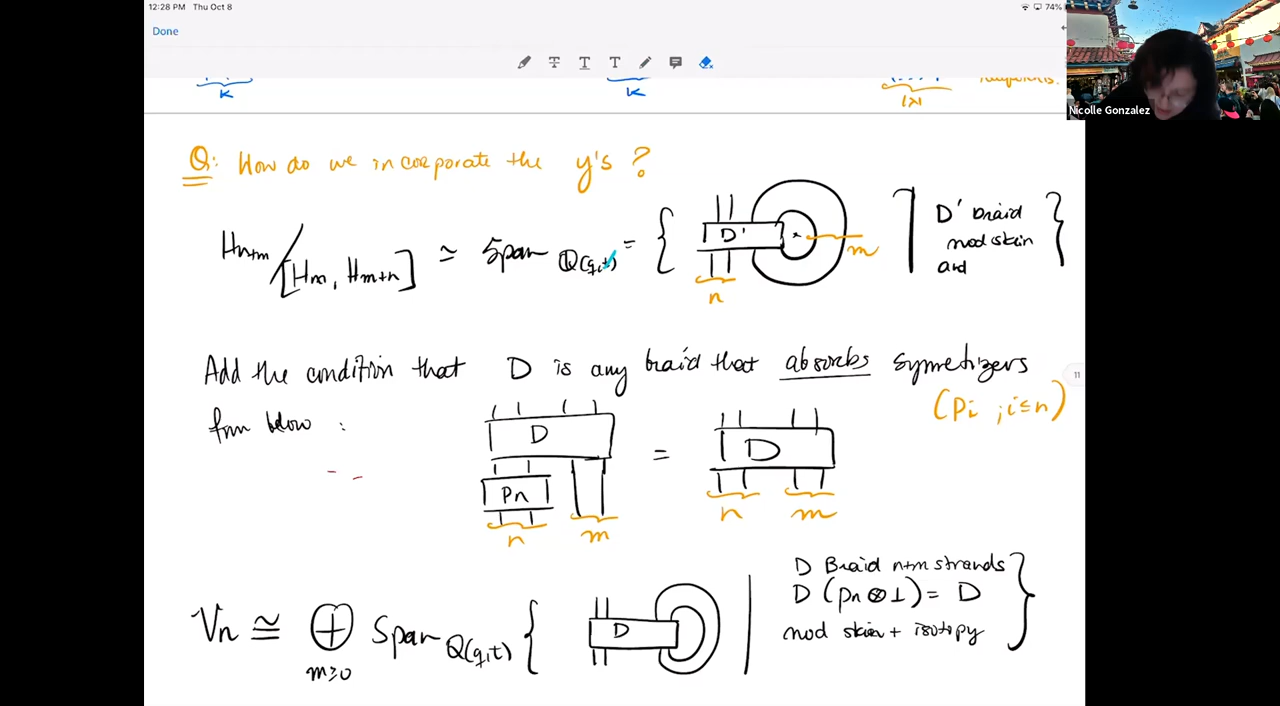 12:28 PM Thu Oct 8
74%
Done
T T T
Nicolle Gonzalez
K
K
|λ|
Q: How do we incorporate the y's ?
Hn+m / [Hm, Hm+n] ≃ Span Q(q,t) = { D' m n | D' braid
mod skein
and }
11
Add the condition that D is any braid that absorbs symetrizers
(Pi ; i≤n)
from below :
D = D
Pn
n m n m
Vn ≅ ⊕ m≥0 Span Q(q,t) { D | D Braid n+m strands
D (pn ⊗ 1) = D
mod skein + isotopy }